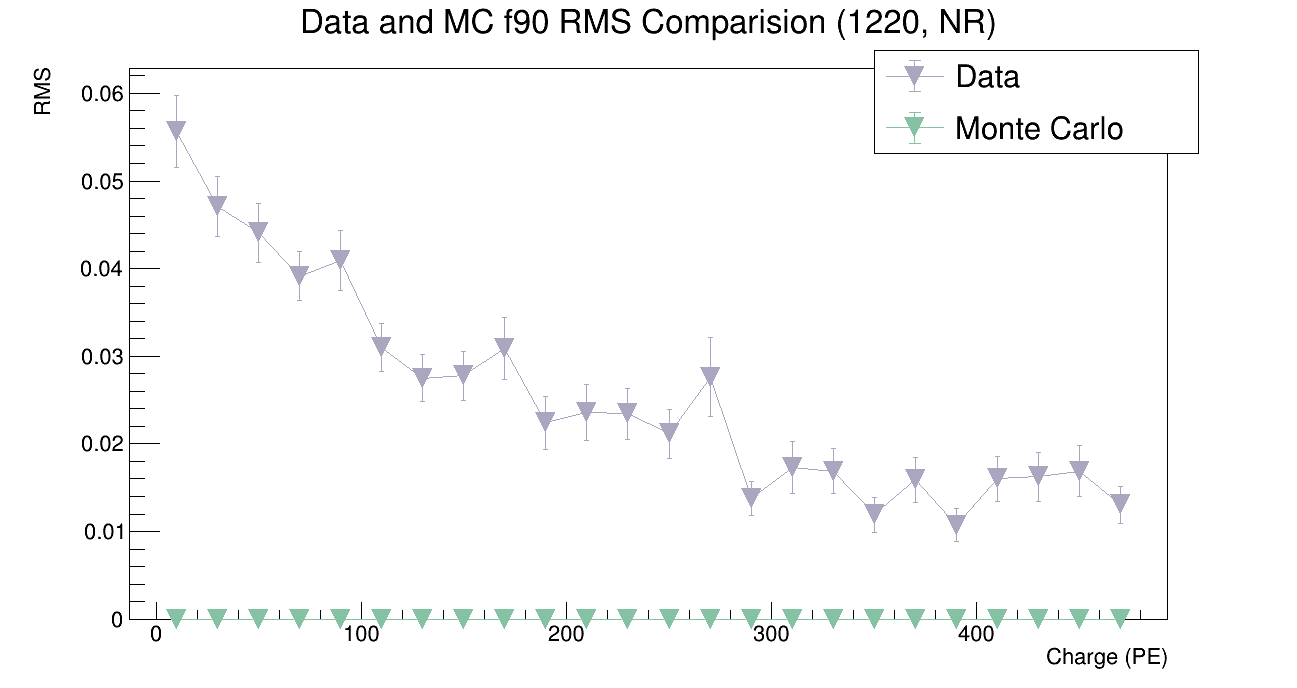 Data and MC f90 RMS Comparision (1220, NR)
RMS
Data
Monte Carlo
0.06
0.05
0.04
0.03
0.02
0.01
0
0 100 200 300 400
Charge (PE)